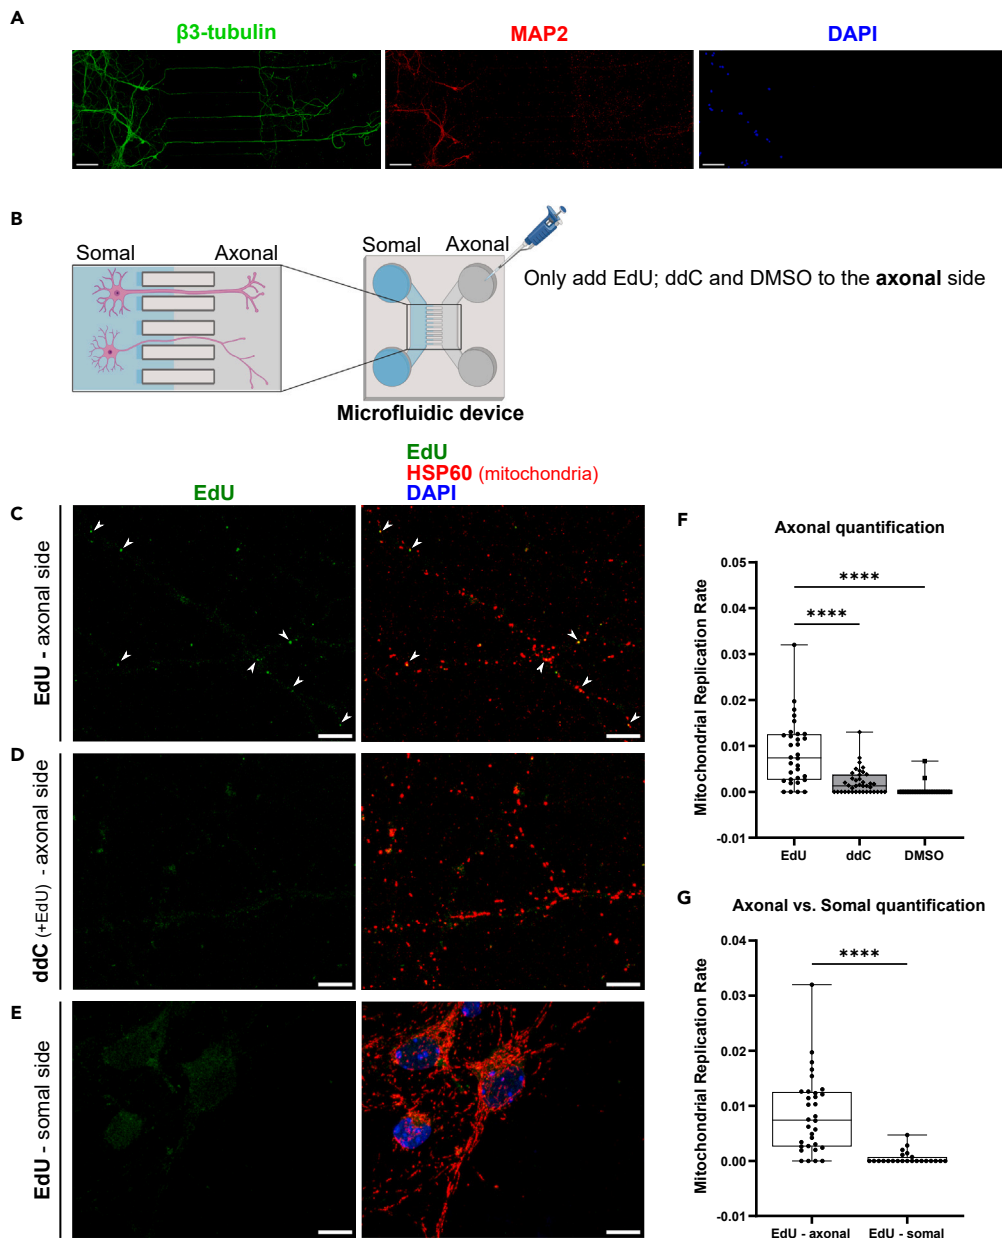 A
β3-tubulin MAP2 DAPI
B
Somal Axonal
Somal Axonal
Only add EdU; ddC and DMSO to the axonal side
Microfluidic device
EdU
EdU
HSP60 (mitochondria)
DAPI
C
EdU - axonal side
D
ddC (+EdU) - axonal side
E
EdU - somal side
F
Axonal quantification
Mitochondrial Replication Rate
0.05
0.04
0.03
0.02
0.01
0.00
-0.01
****
****
EdU ddC DMSO
G
Axonal vs. Somal quantification
Mitochondrial Replication Rate
0.04
0.03
0.02
0.01
0.00
-0.01
****
EdU - axonal EdU - somal